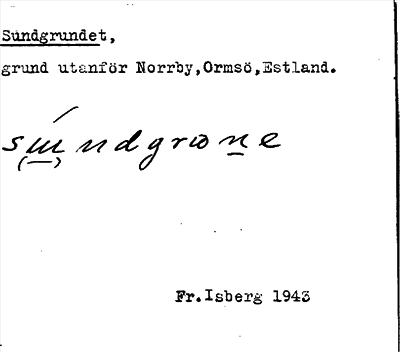 Sundgrundet,
grund utanför Norrby,Ormsö,Estland.
Fr.Isberg 1943